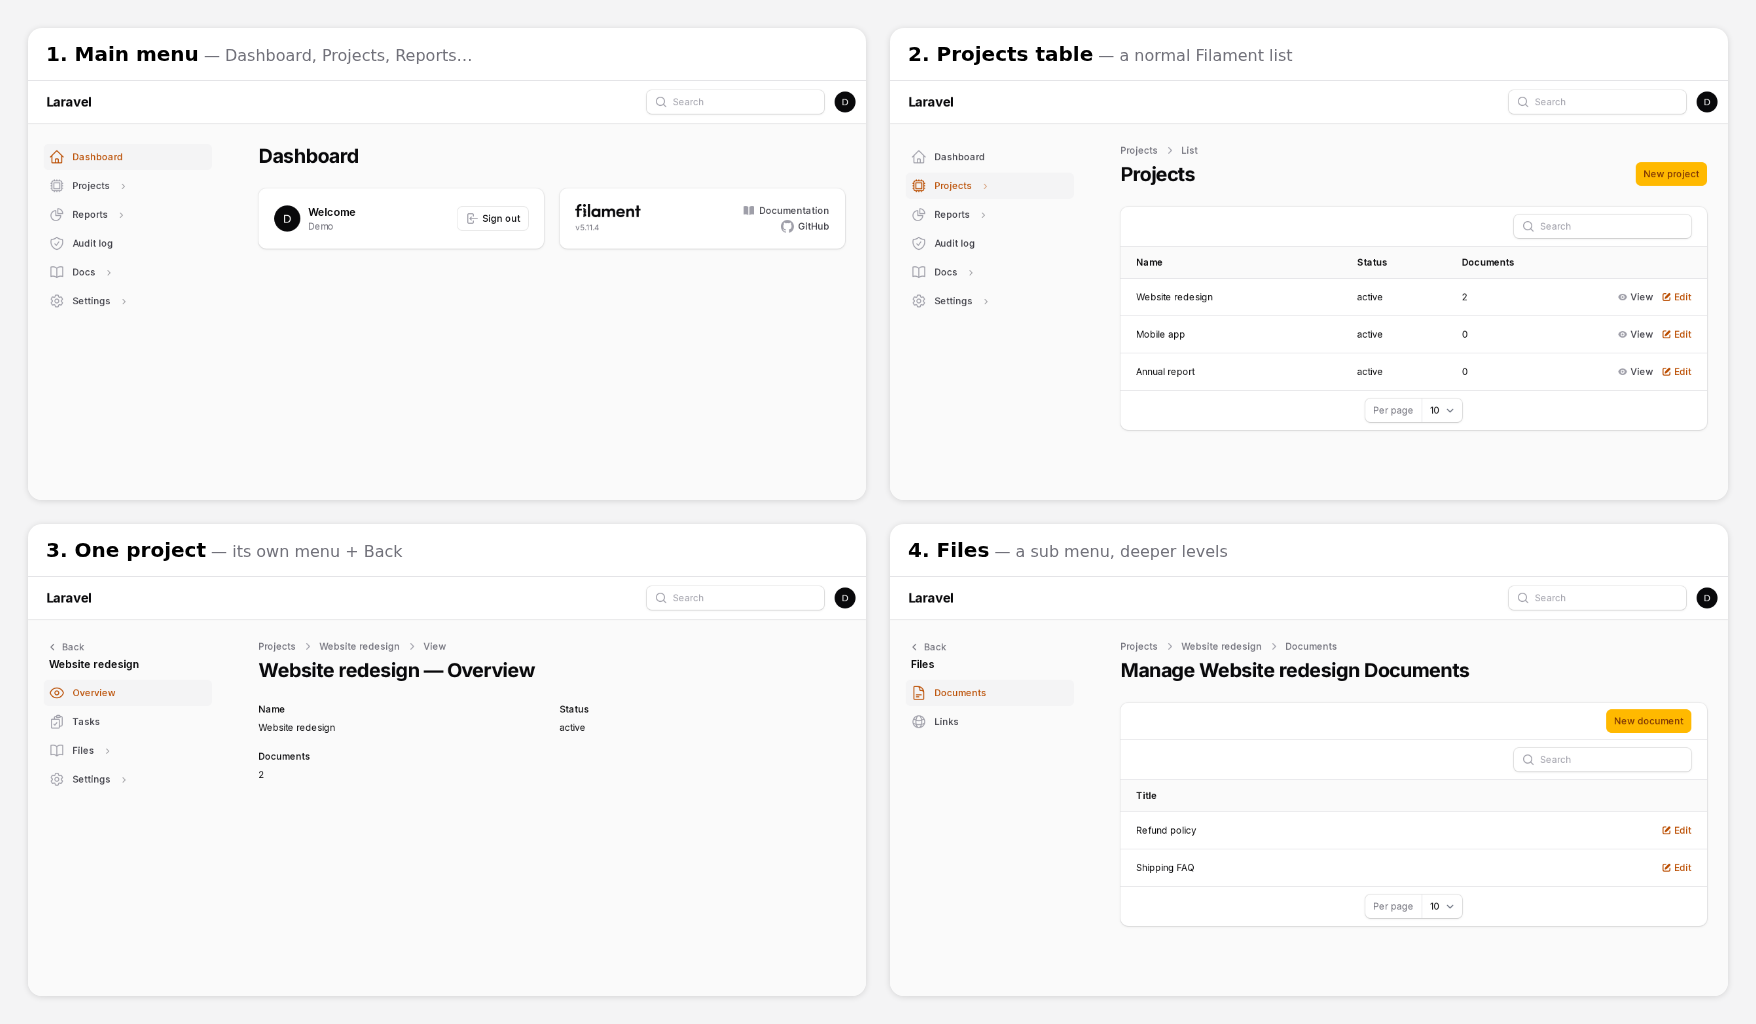 1. Main menu — Dashboard, Projects, Reports...
Laravel
Search
D
Dashboard
Projects
Reports
Audit log
Docs
Settings
Dashboard
D
Welcome
Demo
Sign out
filament
v5.11.4
Documentation
GitHub
2. Projects table — a normal Filament list
Laravel
Search
D
Dashboard
Projects
Reports
Audit log
Docs
Settings
Projects > List
Projects
New project
Search
Name Status Documents
Website redesign active 2 View Edit
Mobile app active 0 View Edit
Annual report active 0 View Edit
Per page 10
3. One project — its own menu + Back
Laravel
Search
D
Back
Website redesign
Overview
Tasks
Files
Settings
Projects > Website redesign > View
Website redesign — Overview
Name Status
Website redesign active
Documents
2
4. Files — a sub menu, deeper levels
Laravel
Search
D
Back
Files
Documents
Links
Projects > Website redesign > Documents
Manage Website redesign Documents
New document
Search
Title
Refund policy Edit
Shipping FAQ Edit
Per page 10